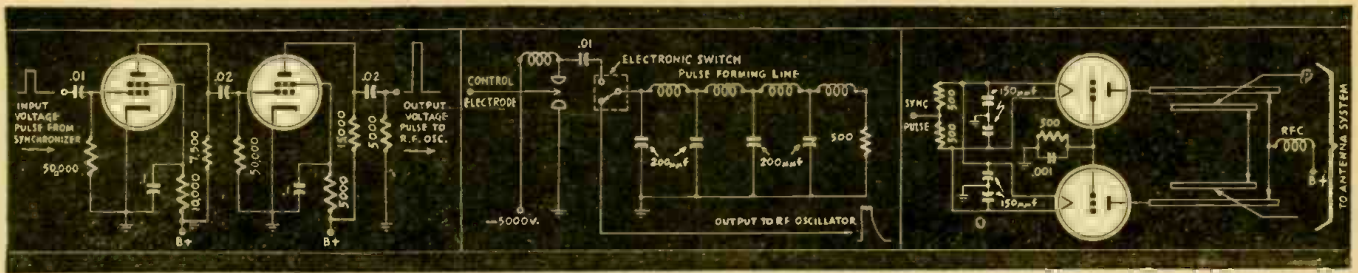 .01
INPUT
VOLTAGE
PULSE FROM
SYNCHRONIZER
50,000
.1
10,000
7,500
B+
.02
50,000
.1
5000
B+
15,000
.02
5000
OUTPUT
VOLTAGE
PULSE TO
R.F. OSC.
CONTROL
ELECTRODE
.01
ELECTRONIC SWITCH
PULSE FORMING LINE
200μμf
200μμf
500
—5000V.
OUTPUT TO RF OSCILLATOR
SYNC
PULSE
500
500
150μμf
500
.001
150μμf
P
RFC
B+
TO ANTENNA SYSTEM